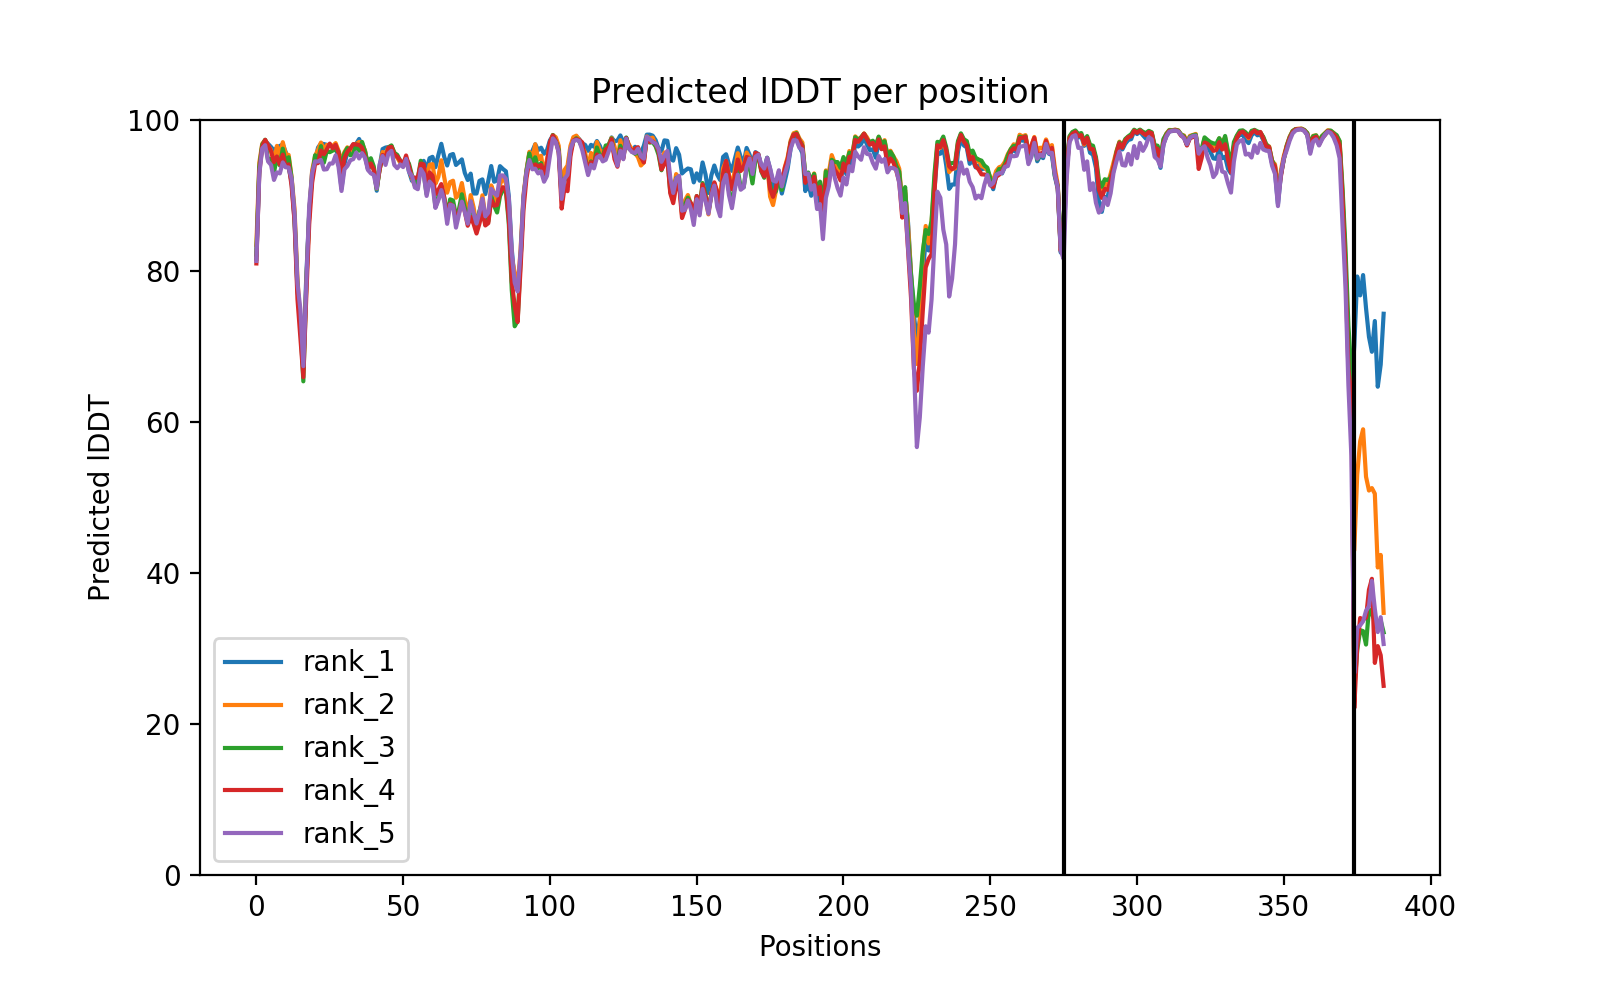 Predicted lDDT per position
100
80
60
40
20
0
Predicted lDDT
rank_1
rank_2
rank_3
rank_4
rank_5
0 50 100 150 200 250 300 350 400
Positions